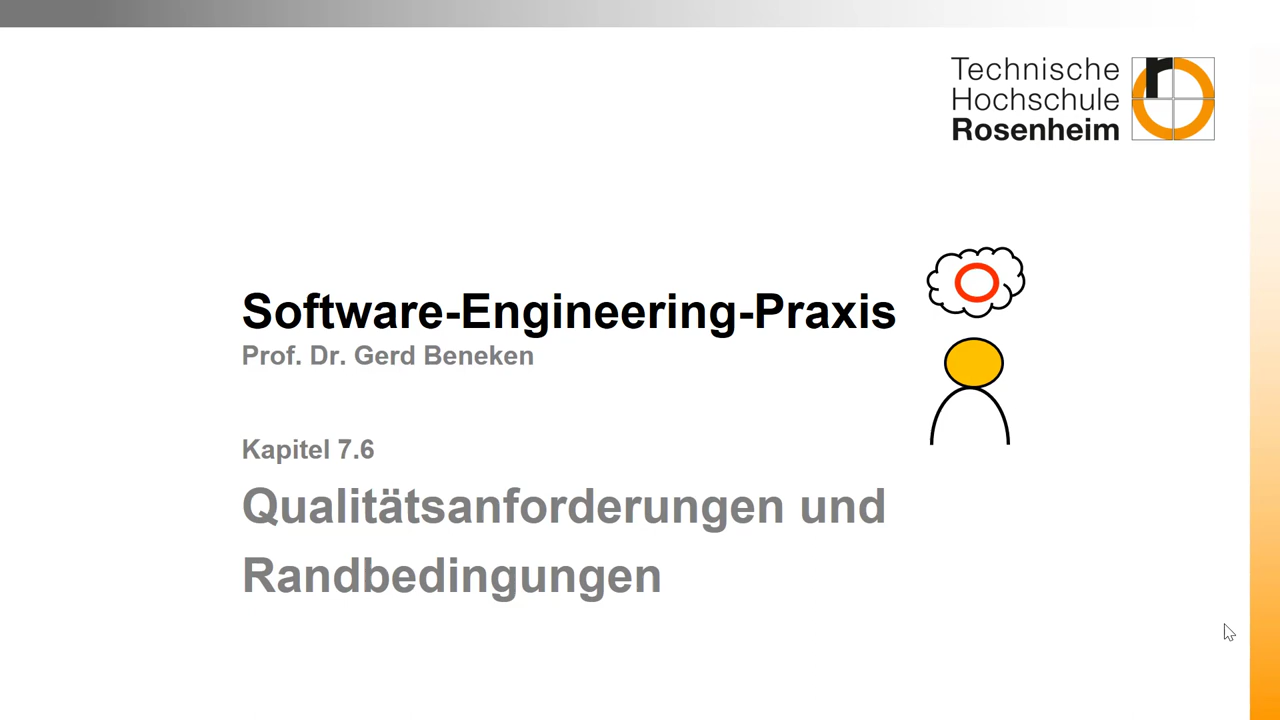 Technische
Hochschule
Rosenheim
Software-Engineering-Praxis
Prof. Dr. Gerd Beneken
Kapitel 7.6
Qualitätsanforderungen und
Randbedingungen